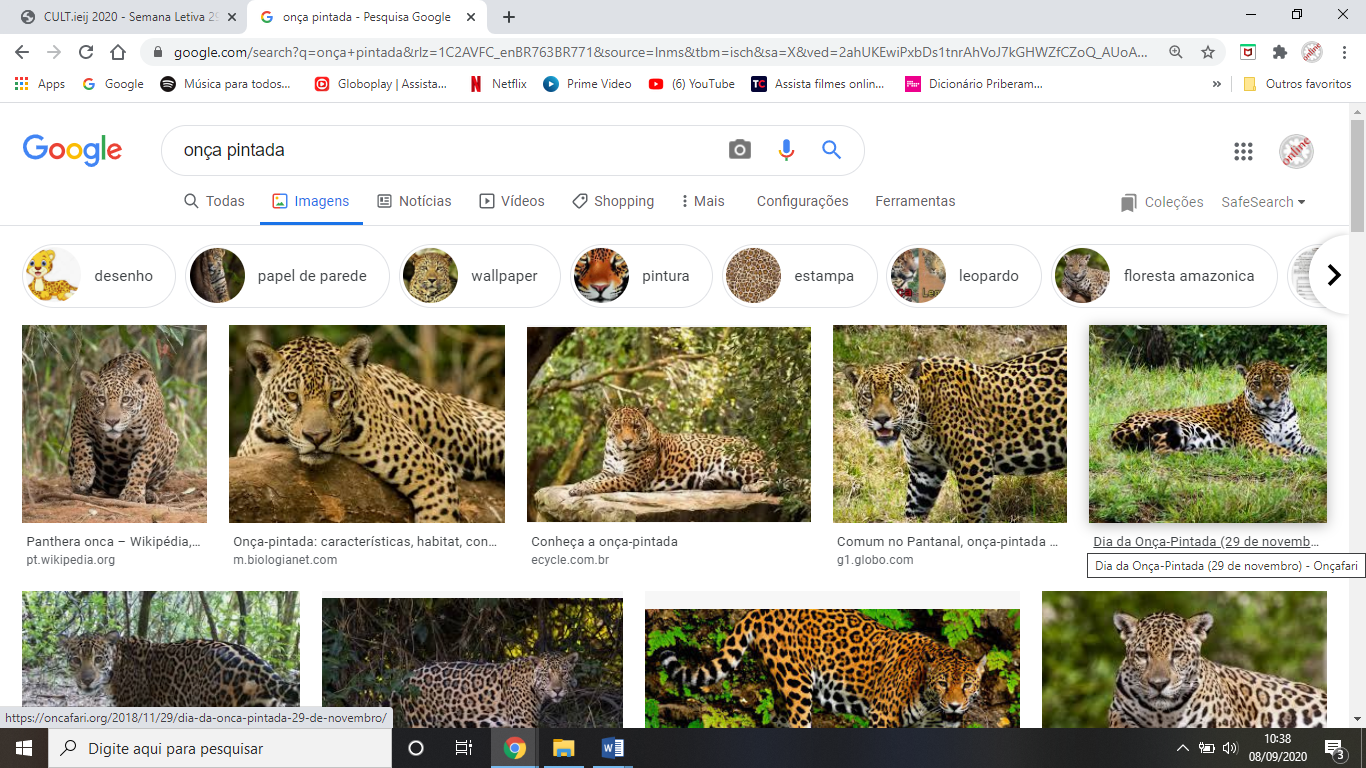 CULT.ieij 2020 - Semana Letiva 29
onça pintada - Pesquisa Google
google.com/search?q=onça+pintada&rlz=1C2AVFC_enBR763BR771&source=lnms&tbm=isch&sa=X&ved=2ahUKEwiPxbDs1tnrAhVoJ7kGHWZfCZoQ_AUoA...
Apps Google Música para todos... Globoplay | Assista... Netflix Prime Video (6) YouTube Assista filmes onlin... Dicionário Priberam... » Outros favoritos
Google onça pintada online
Todas Imagens Notícias Vídeos Shopping Mais Configurações Ferramentas Coleções SafeSearch
desenho papel de parede wallpaper pintura estampa leopardo floresta amazonica
Panthera onca – Wikipédia,... Onça-pintada: características, habitat, con... Conheça a onça-pintada Comum no Pantanal, onça-pintada ... Dia da Onça-Pintada (29 de novemb...
pt.wikipedia.org m.biologianet.com ecycle.com.br g1.globo.com
Dia da Onça-Pintada (29 de novembro) - Onçafari
https://oncafari.org/2018/11/29/dia-da-onca-pintada-29-de-novembro/
Digite aqui para pesquisar
10:38
08/09/2020
3